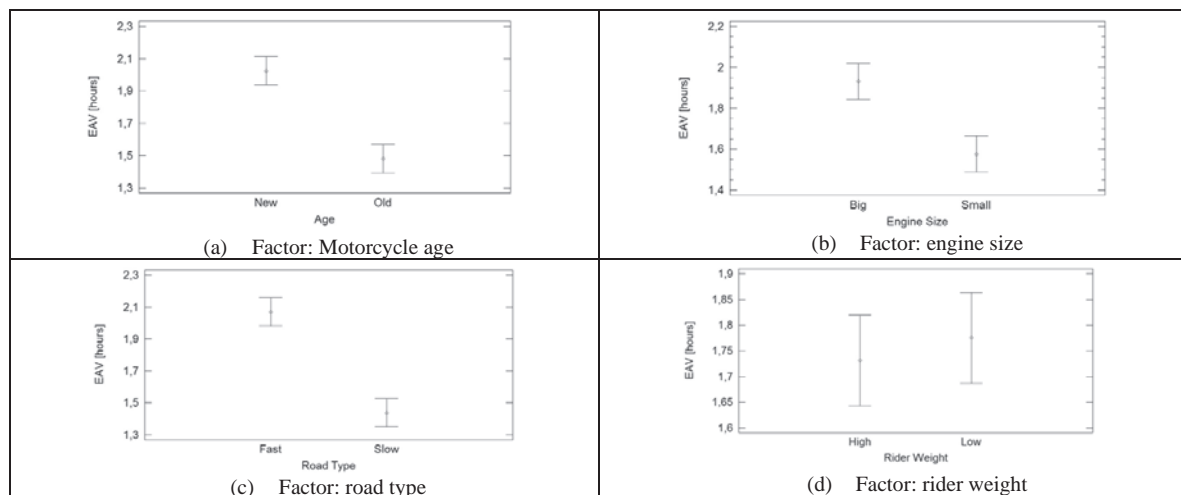 2,3
2,1
1,9
1,7
1,5
1,3
EAV [hours]
New Old
Age
(a) Factor: Motorcycle age
2,2
2
1,8
1,6
1,4
EAV [hours]
Big Small
Engine Size
(b) Factor: engine size
2,3
2,1
1,9
1,7
1,5
1,3
EAV [hours]
Fast Slow
Road Type
(c) Factor: road type
1,9
1,85
1,8
1,75
1,7
1,65
1,6
EAV [hours]
High Low
Rider Weight
(d) Factor: rider weight